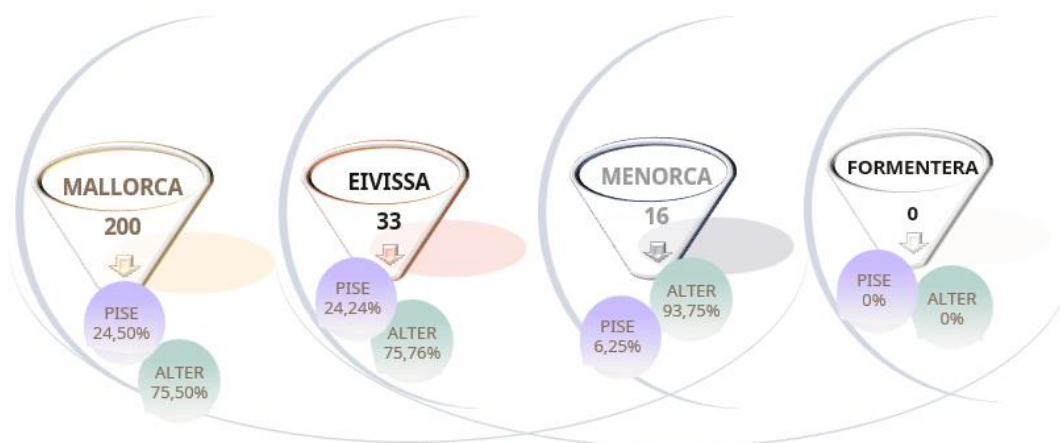 MALLORCA
200
PISE
24,50%
ALTER
75,50%
EIVISSA
33
PISE
24,24%
ALTER
75,76%
MENORCA
16
ALTER
93,75%
PISE
6,25%
FORMENTERA
0
PISE
0%
ALTER
0%